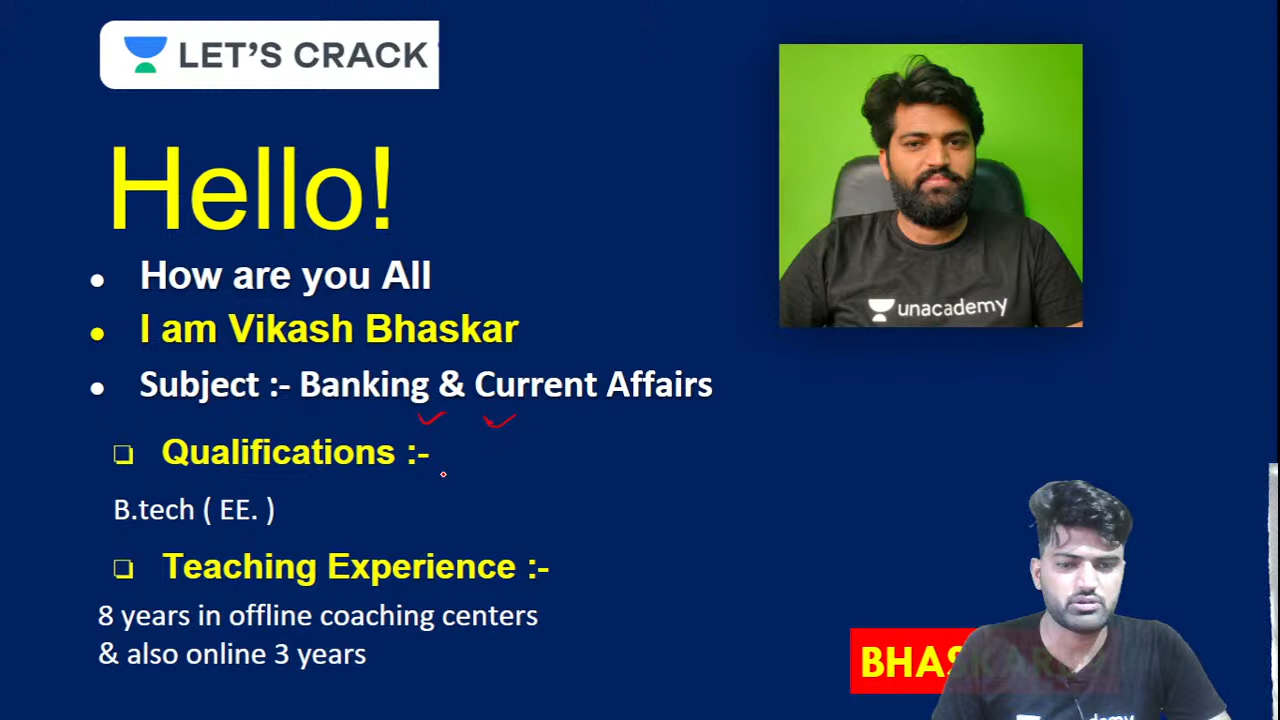 LET'S CRACK
Hello!
How are you All
I am Vikash Bhaskar
Subject :- Banking & Current Affairs
Qualifications :-
B.tech ( EE. )
Teaching Experience :-
8 years in offline coaching centers
& also online 3 years
unacademy